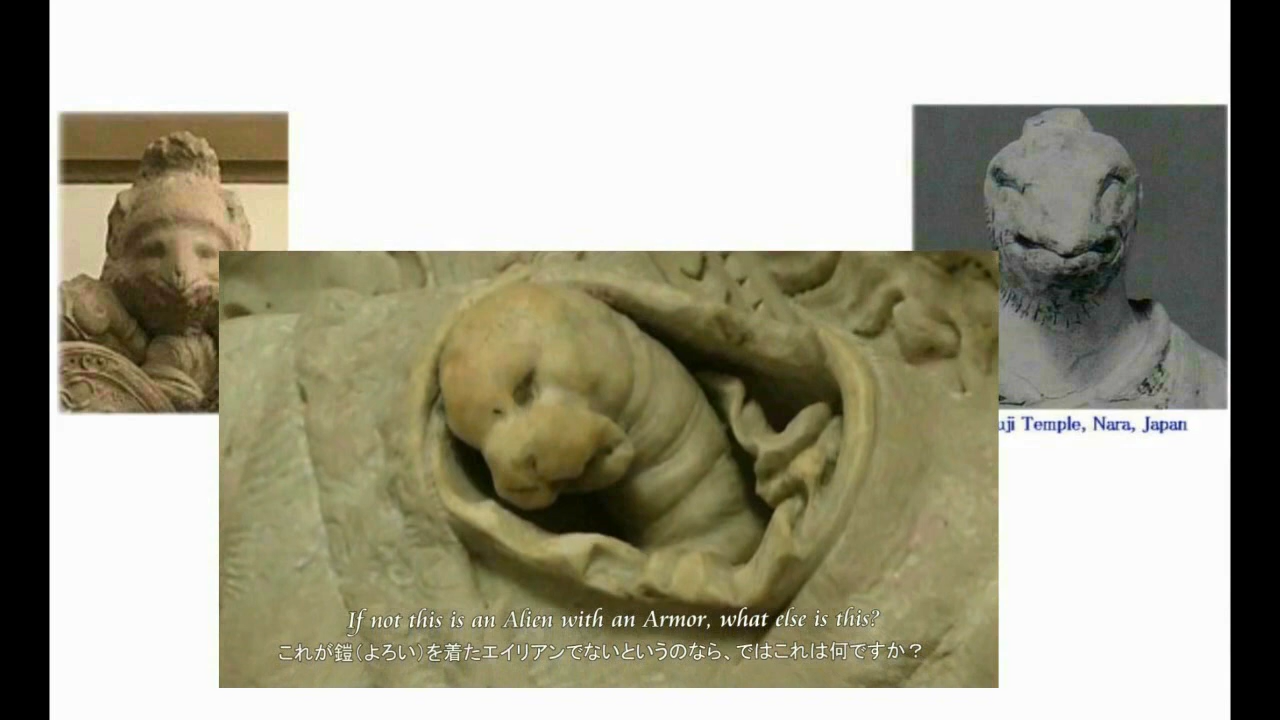 uji Temple, Nara, Japan
If not this is an Alien with an Armor, what else is this?
これが鎧（よろい）を着たエイリアンでないというのなら、ではこれは何ですか？